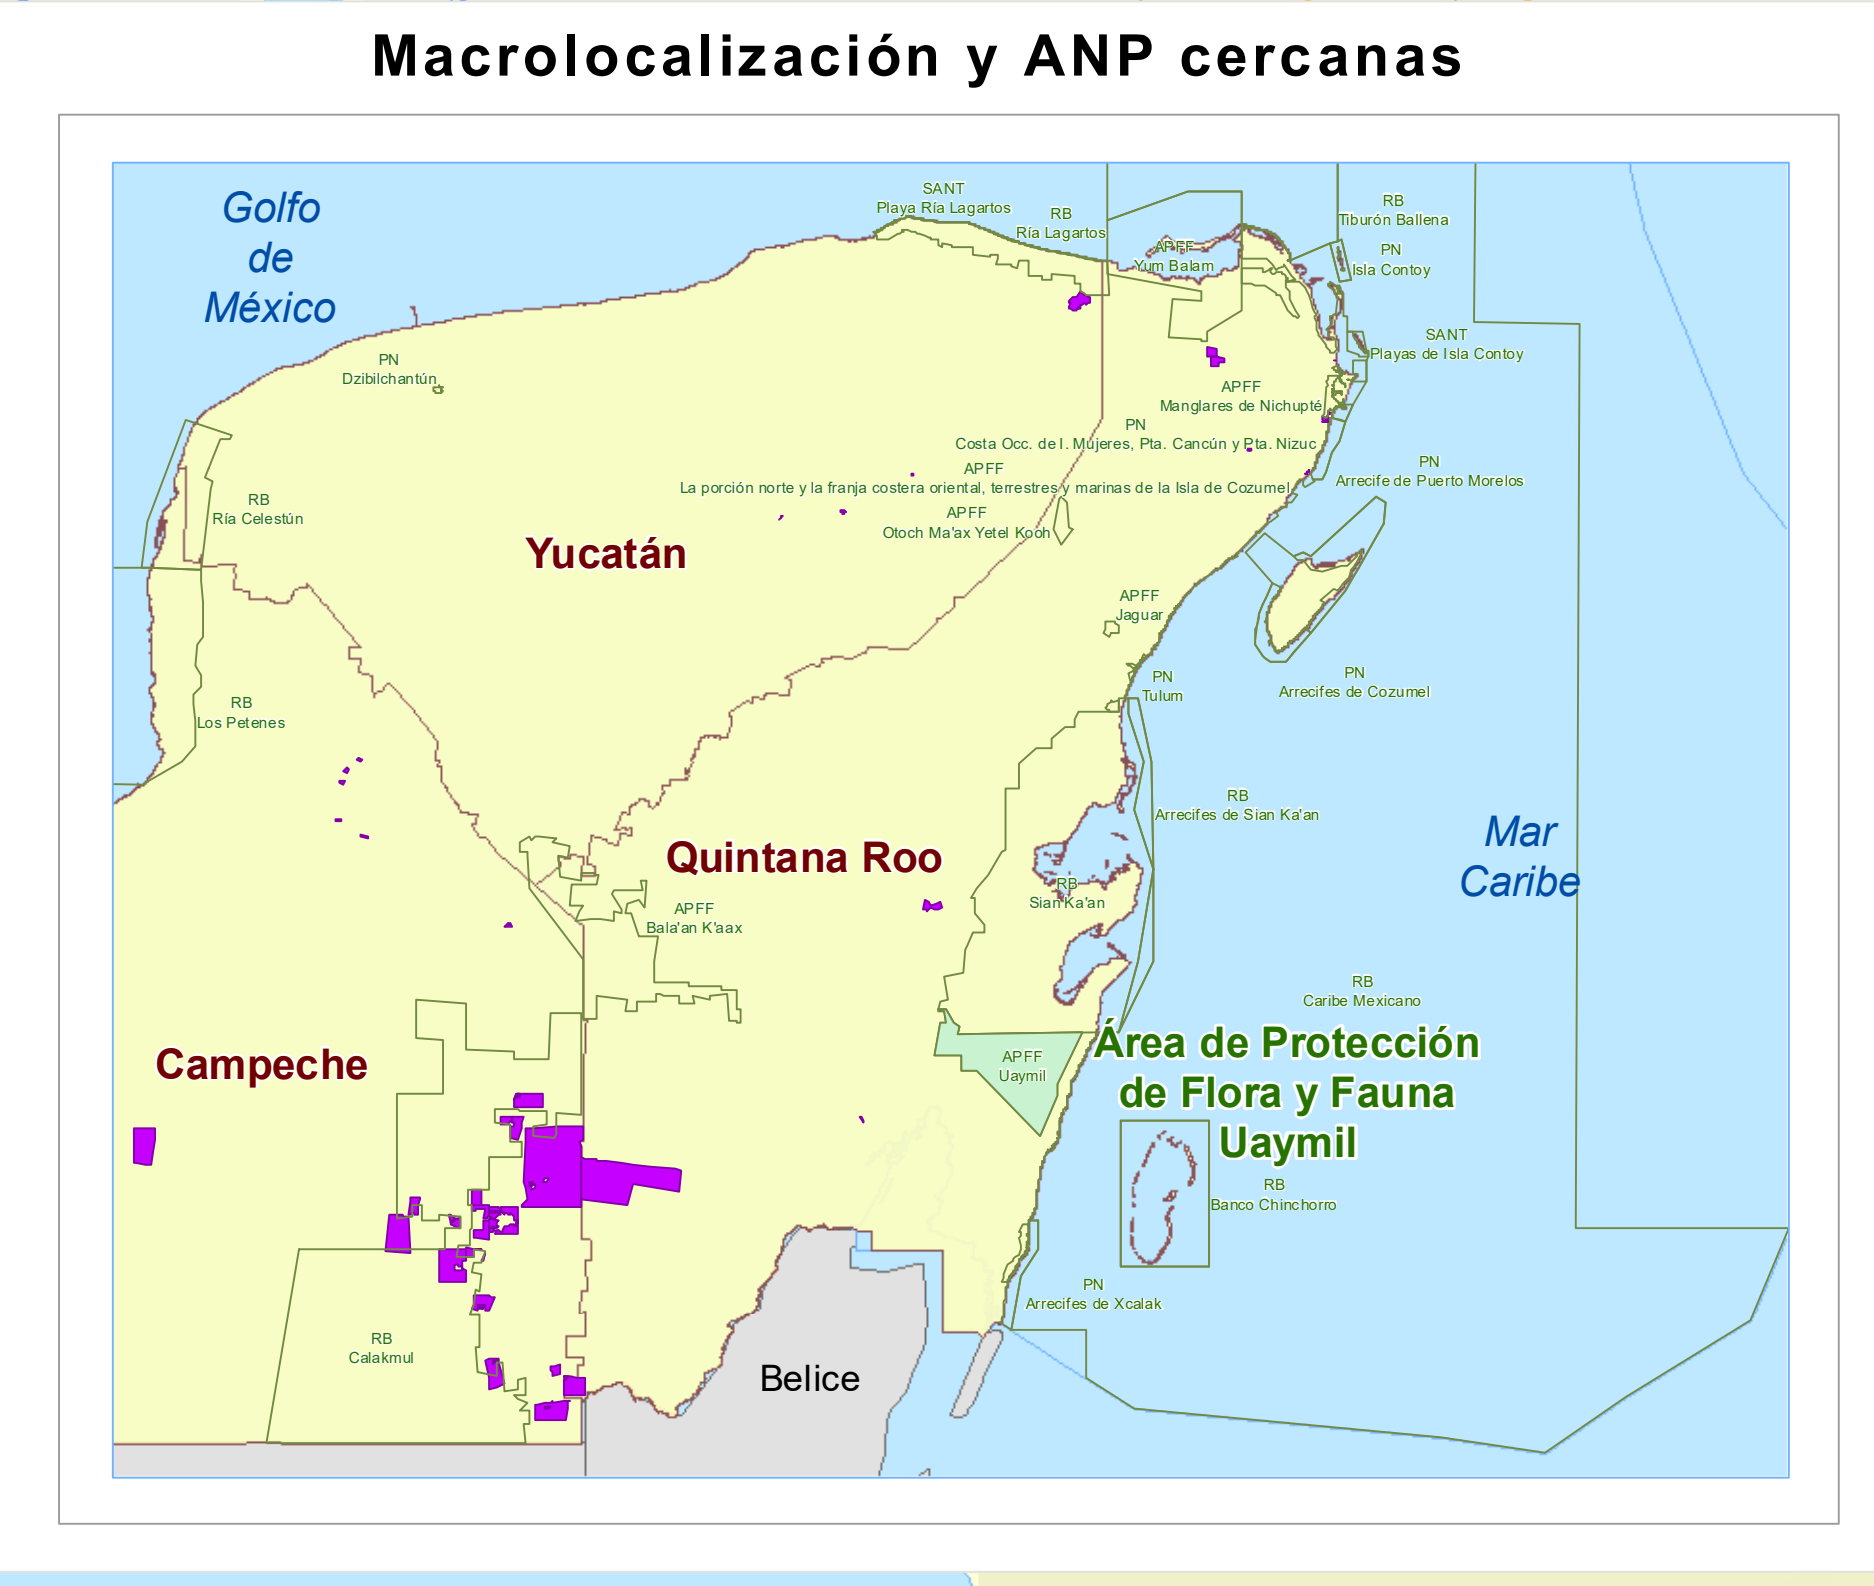 Macrolocalización y ANP cercanas
Golfo
de
México
SANT
Playa Ría Lagartos
RB
Ría Lagartos
APFF
Yum Balam
RB
Tiburón Ballena
PN
Isla Contoy
SANT
Playas de Isla Contoy
PN
Dzibilchantún
APFF
Manglares de Nichupté
PN
Costa Occ. de I. Mujeres, Pta. Cancún y Pta. Nizuc
APFF
La porción norte y la franja costera oriental, terrestres y marinas de la Isla de Cozumel
PN
Arrecife de Puerto Morelos
RB
Ría Celestún
APFF
Otoch Ma'ax Yetel Kooh
Yucatán
APFF
Jaguar
PN
Tulum
PN
Arrecifes de Cozumel
RB
Los Petenes
RB
Arrecifes de Sian Ka'an
Mar
Caribe
Quintana Roo
RB
Sian Ka'an
APFF
Bala'an K'aax
RB
Caribe Mexicano
Campeche
APFF
Uaymil
Área de Protección
de Flora y Fauna
Uaymil
RB
Banco Chinchorro
PN
Arrecifes de Xcalak
RB
Calakmul
Belice